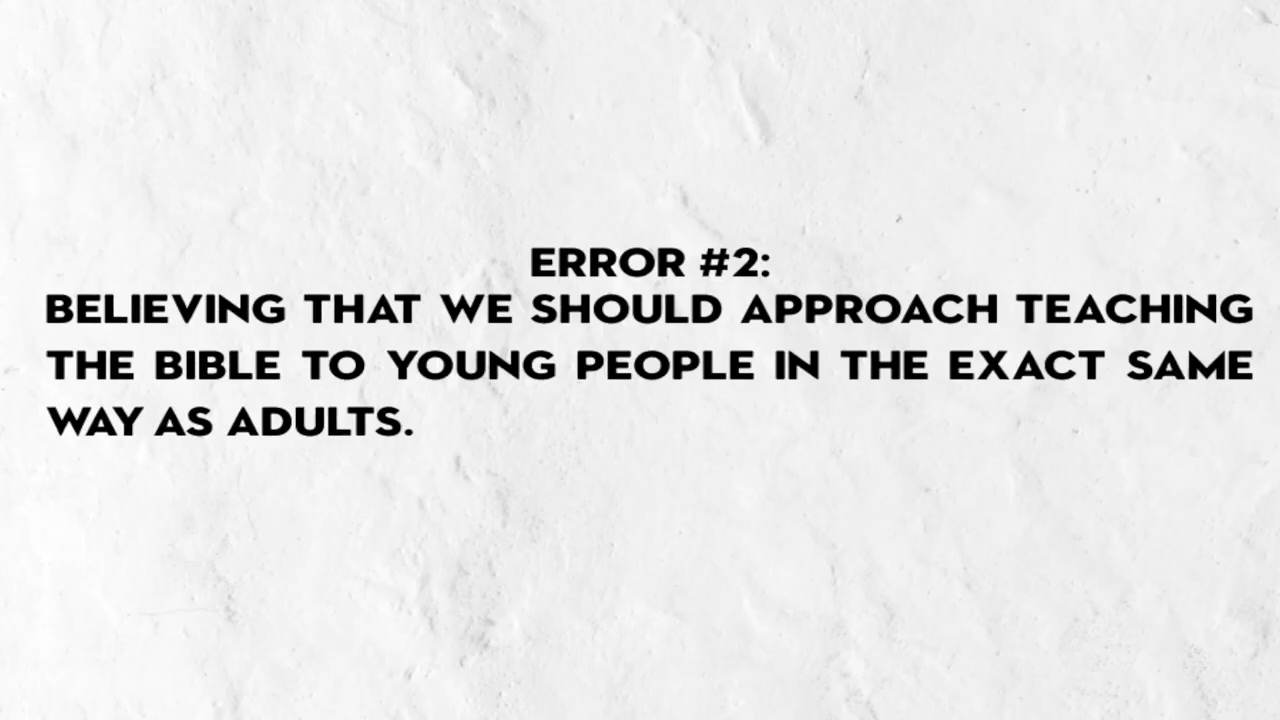 ERROR #2:
BELIEVING THAT WE SHOULD APPROACH TEACHING
THE BIBLE TO YOUNG PEOPLE IN THE EXACT SAME
WAY AS ADULTS.